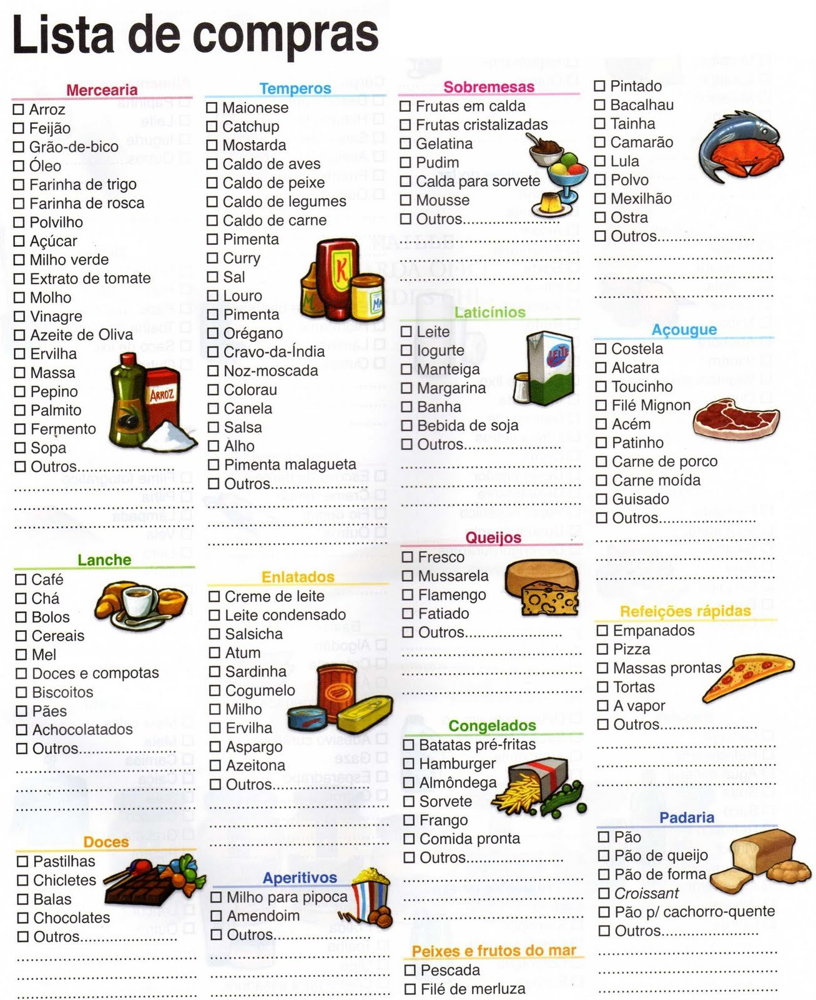 Lista de compras
Mercearia
Arroz
Feijão
Grão-de-bico
Óleo
Farinha de trigo
Farinha de rosca
Polvilho
Açúcar
Milho verde
Extrato de tomate
Molho
Vinagre
Azeite de Oliva
Ervilha
Massa
Pepino
Palmito
Fermento
Sopa
Outros
ARROZ
Lanche
Café
Chá
Bolos
Cereais
Mel
Doces e compotas
Biscoitos
Pães
Achocolatados
Outros
Doces
Pastilhas
Chicletes
Balas
Chocolates
Outros
Temperos
Maionese
Catchup
Mostarda
Caldo de aves
Caldo de peixe
Caldo de legumes
Caldo de carne
Pimenta
Curry
Sal
Louro
Pimenta
Orégano
Cravo-da-Índia
Noz-moscada
Colorau
Canela
Salsa
Alho
Pimenta malagueta
Outros
K
M
MA
Enlatados
Creme de leite
Leite condensado
Salsicha
Atum
Sardinha
Cogumelo
Milho
Ervilha
Aspargo
Azeitona
Outros
Aperitivos
Milho para pipoca
Amendoim
Outros
Sobremesas
Frutas em calda
Frutas cristalizadas
Gelatina
Pudim
Calda para sorvete
Mousse
Outros
Laticínios
Leite
Iogurte
Manteiga
Margarina
Banha
Bebida de soja
Outros
LEITE
Queijos
Fresco
Mussarela
Flamengo
Fatiado
Outros
Congelados
Batatas pré-fritas
Hamburger
Almôndega
Sorvete
Frango
Comida pronta
Outros
Peixes e frutos do mar
Pescada
Filé de merluza
Pintado
Bacalhau
Tainha
Camarão
Lula
Polvo
Mexilhão
Ostra
Outros
Açougue
Costela
Alcatra
Toucinho
Filé Mignon
Acém
Patinho
Carne de porco
Carne moída
Guisado
Outros
Refeições rápidas
Empanados
Pizza
Massas prontas
Tortas
A vapor
Outros
Padaria
Pão
Pão de queijo
Pão de forma
Croissant
Pão p/ cachorro-quente
Outros